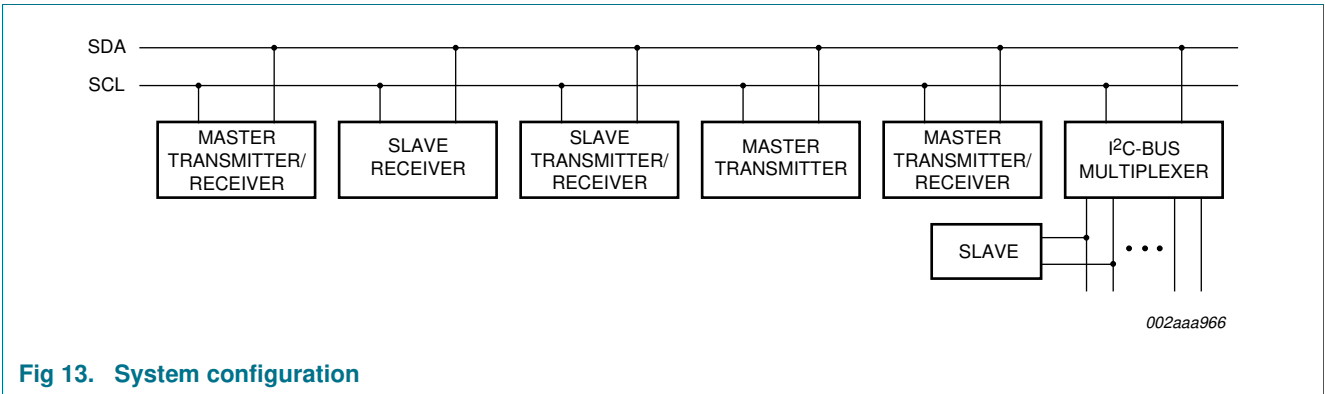 SDA
SCL
MASTER
TRANSMITTER/
RECEIVER
SLAVE
RECEIVER
SLAVE
TRANSMITTER/
RECEIVER
MASTER
TRANSMITTER
MASTER
TRANSMITTER/
RECEIVER
I2C-BUS
MULTIPLEXER
SLAVE
002aaa966
Fig 13. System configuration